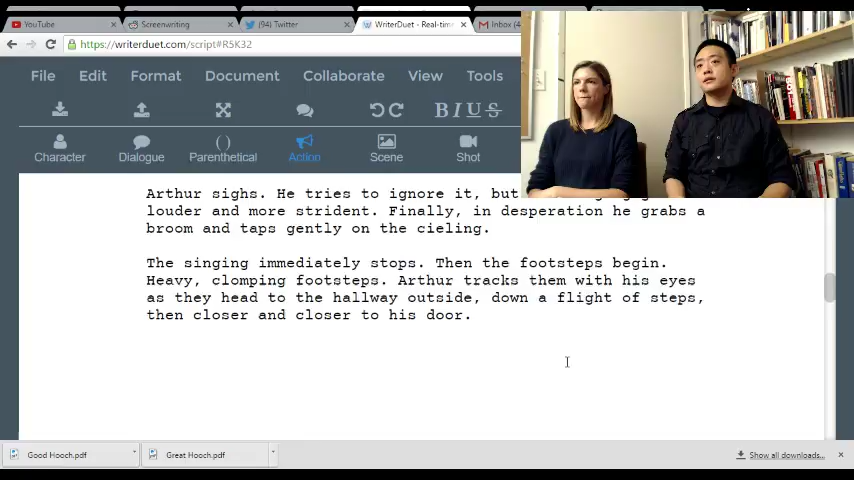 YouTube
Screenwriting
(94) Twitter
WriterDuet - Real-time
Inbox (4
https://writerduet.com/script#R5K32
File Edit Format Document Collaborate View Tools
B I U S
Character Dialogue Parenthetical Action Scene Shot
Arthur sighs. He tries to ignore it, but
louder and more strident. Finally, in desperation he grabs a
broom and taps gently on the cieling.
The singing immediately stops. Then the footsteps begin.
Heavy, clomping footsteps. Arthur tracks them with his eyes
as they head to the hallway outside, down a flight of steps,
then closer and closer to his door.
Good Hooch.pdf
Great Hooch.pdf
Show all downloads...